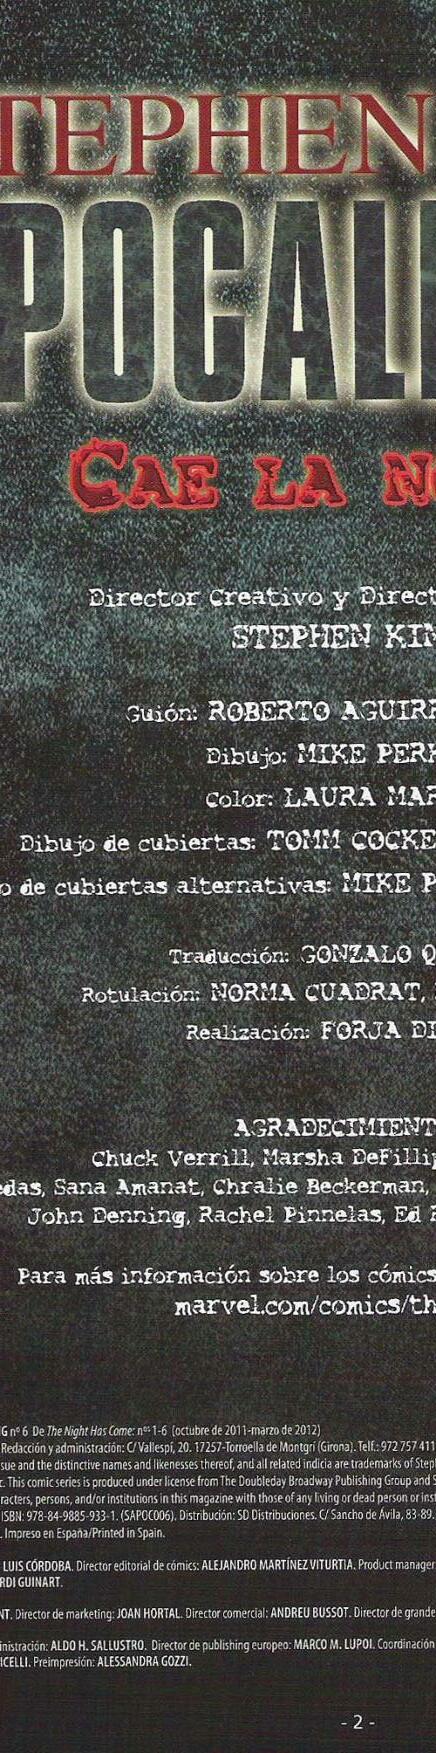 TEPHEN
POCALI
CAE LA NO
Director Creativo y Direct
STEPHEN KIN
Guión: ROBERTO AGUIRR
Dibujo: MIKE PERK
Color: LAURA MAR
Dibujo de cubiertas: TOMM COCKE
o de cubiertas alternativas: MIKE P
Traducción: GONZALO Q
Rotulación: NORMA CUADRAT,
Realización: FORJA DI
AGRADECIMIENT
Chuck Verrill, Marsha DeFillip
edas, Sana Amanat, Chralie Beckerman,
John Denning, Rachel Pinnelas, Ed
Para más información sobre los cómics
marvel.com/comics/th
G nº 6 De The Night Has Come: nos 1-6 (octubre de 2011-marzo de 2012)
Redacción y administración: C/ Vallespí, 20. 17257-Torroella de Montgrí (Girona). Telf.: 972 757 411
sue and the distinctive names and likenesses thereof, and all related indicia are trademarks of Step
c. This comic series is produced under license from The Doubleday Broadway Publishing Group and S
racters, persons, and/or institutions in this magazine with those of any living or dead person or inst
ISBN: 978-84-9885-933-1. (SAPOC006). Distribución: SD Distribuciones. C/ Sancho de Ávila, 83-89.
. Impreso en España/Printed in Spain.
LUIS CÓRDOBA. Director editorial de cómics: ALEJANDRO MARTÍNEZ VITURTIA. Product manager
RDI GUINART.
NT. Director de marketing: JOAN HORTAL. Director comercial: ANDREU BUSSOT. Director de grande
inistración: ALDO H. SALLUSTRO. Director de publishing europeo: MARCO M. LUPOI. Coordinación
ICELLI. Preimpresión: ALESSANDRA GOZZI.
- 2 -